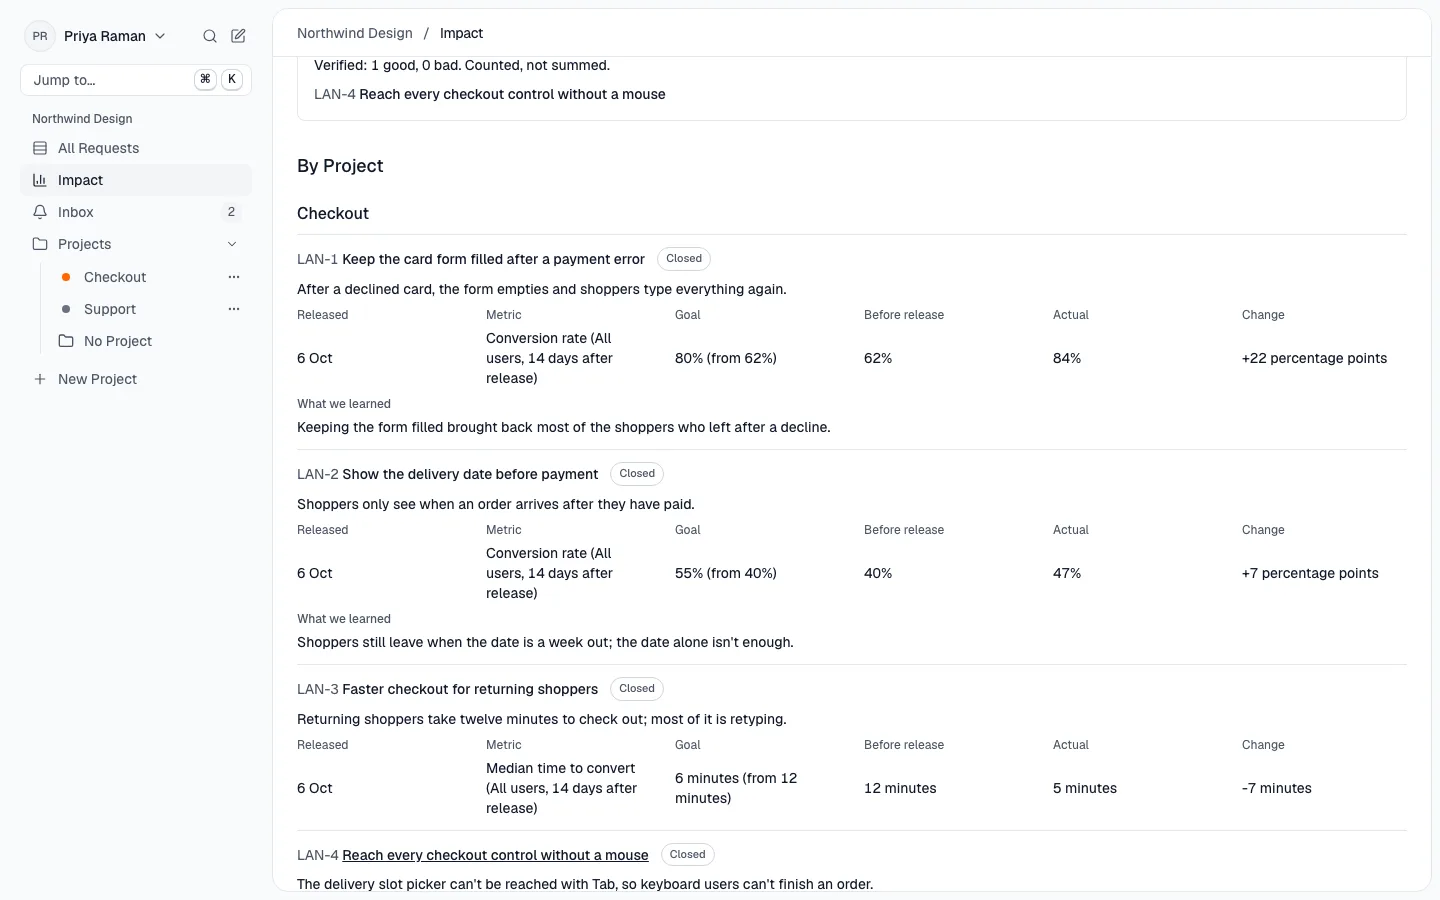 PR Priya Raman
Jump to... ⌘ K
Northwind Design
All Requests
Impact
Inbox 2
Projects
Checkout
Support
No Project
New Project
Northwind Design / Impact
Verified: 1 good, 0 bad. Counted, not summed.
LAN-4 Reach every checkout control without a mouse
By Project
Checkout
LAN-1 Keep the card form filled after a payment error Closed
After a declined card, the form empties and shoppers type everything again.
Released Metric Goal Before release Actual Change
6 Oct Conversion rate (All users, 14 days after release) 80% (from 62%) 62% 84% +22 percentage points
What we learned
Keeping the form filled brought back most of the shoppers who left after a decline.
LAN-2 Show the delivery date before payment Closed
Shoppers only see when an order arrives after they have paid.
Released Metric Goal Before release Actual Change
6 Oct Conversion rate (All users, 14 days after release) 55% (from 40%) 40% 47% +7 percentage points
What we learned
Shoppers still leave when the date is a week out; the date alone isn't enough.
LAN-3 Faster checkout for returning shoppers Closed
Returning shoppers take twelve minutes to check out; most of it is retyping.
Released Metric Goal Before release Actual Change
6 Oct Median time to convert (All users, 14 days after release) 6 minutes (from 12 minutes) 12 minutes 5 minutes -7 minutes
LAN-4 Reach every checkout control without a mouse Closed
The delivery slot picker can't be reached with Tab, so keyboard users can't finish an order.